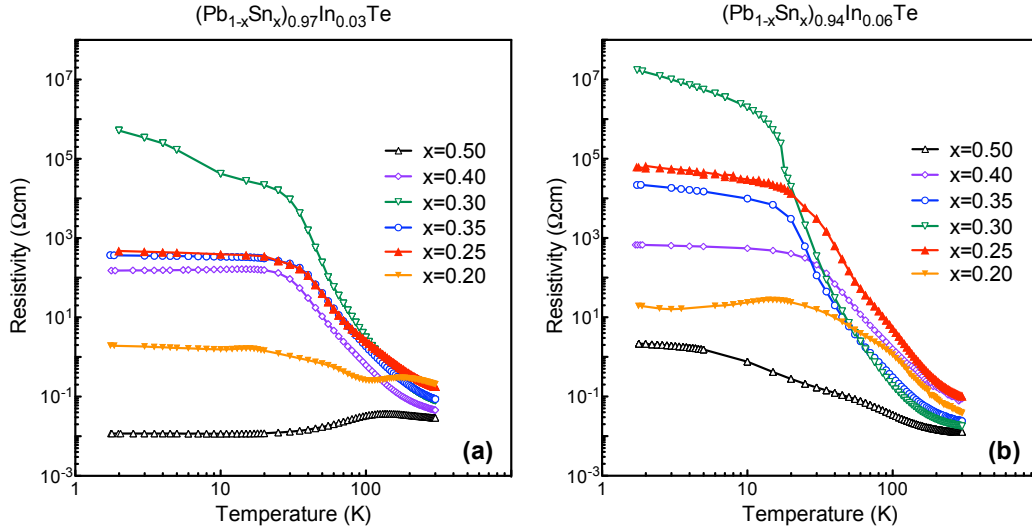 (Pb1-xSnx)0.97In0.03Te
Resistivity (Ωcm)
10^7
10^5
10^3
10^1
10^-1
10^-3
x=0.50
x=0.40
x=0.30
x=0.35
x=0.25
x=0.20
(a)
1
10
100
Temperature (K)
(Pb1-xSnx)0.94In0.06Te
Resistivity (Ωcm)
10^7
10^5
10^3
10^1
10^-1
10^-3
x=0.50
x=0.40
x=0.35
x=0.30
x=0.25
x=0.20
(b)
1
10
100
Temperature (K)